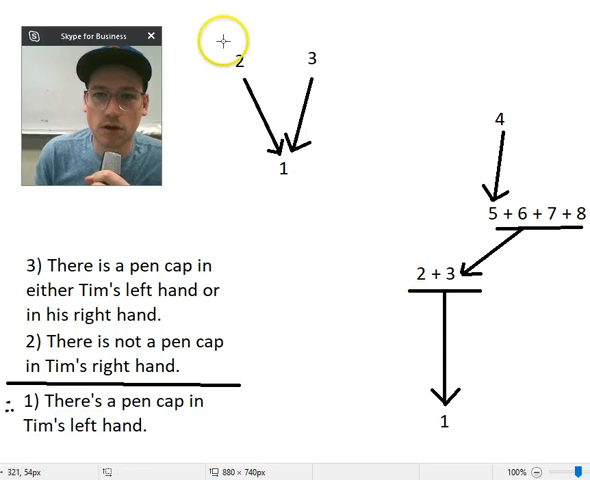 Skype for Business
2 3
1
4
5 + 6 + 7 + 8
2 + 3
1
3) There is a pen cap in
either Tim's left hand or
in his right hand.
2) There is not a pen cap
in Tim's right hand.
∴ 1) There's a pen cap in
Tim's left hand.
321, 54px
880 × 740px
100%